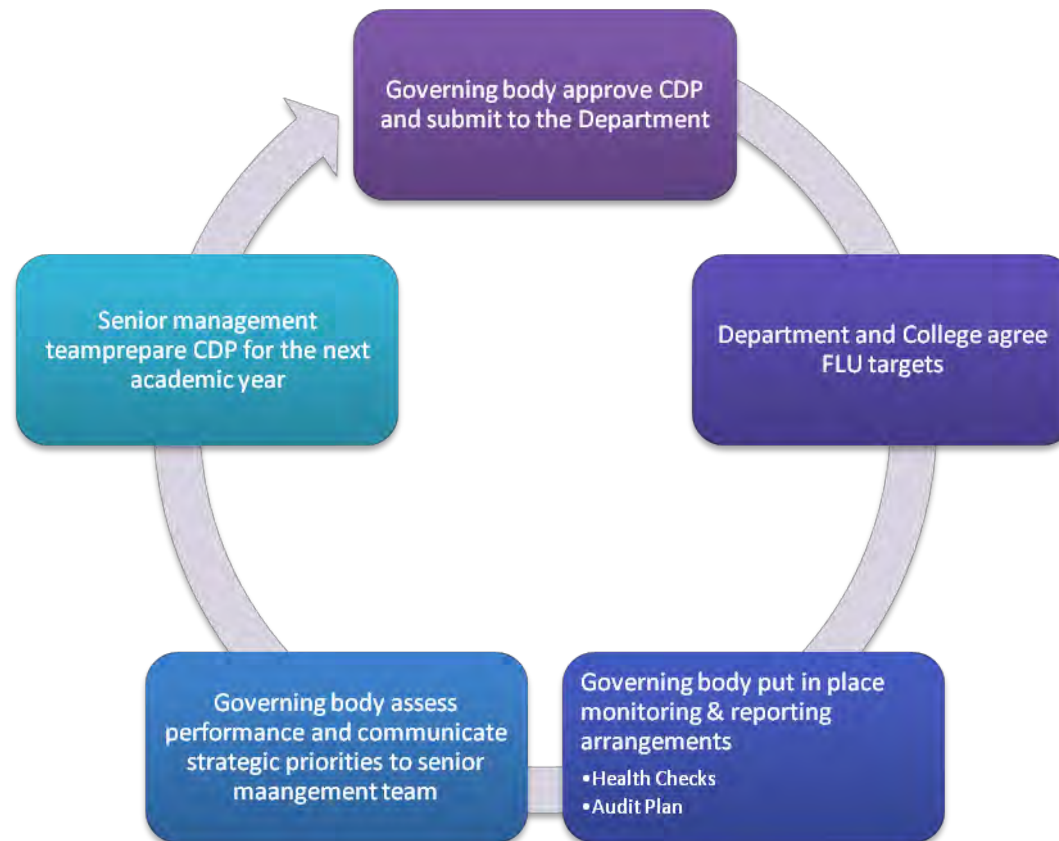 Governing body approve CDP
and submit to the Department
Department and College agree
FLU targets
Governing body put in place
monitoring & reporting
arrangements
•Health Checks
•Audit Plan
Governing body assess
performance and communicate
strategic priorities to senior
maangement team
Senior management
teamprepare CDP for the next
academic year